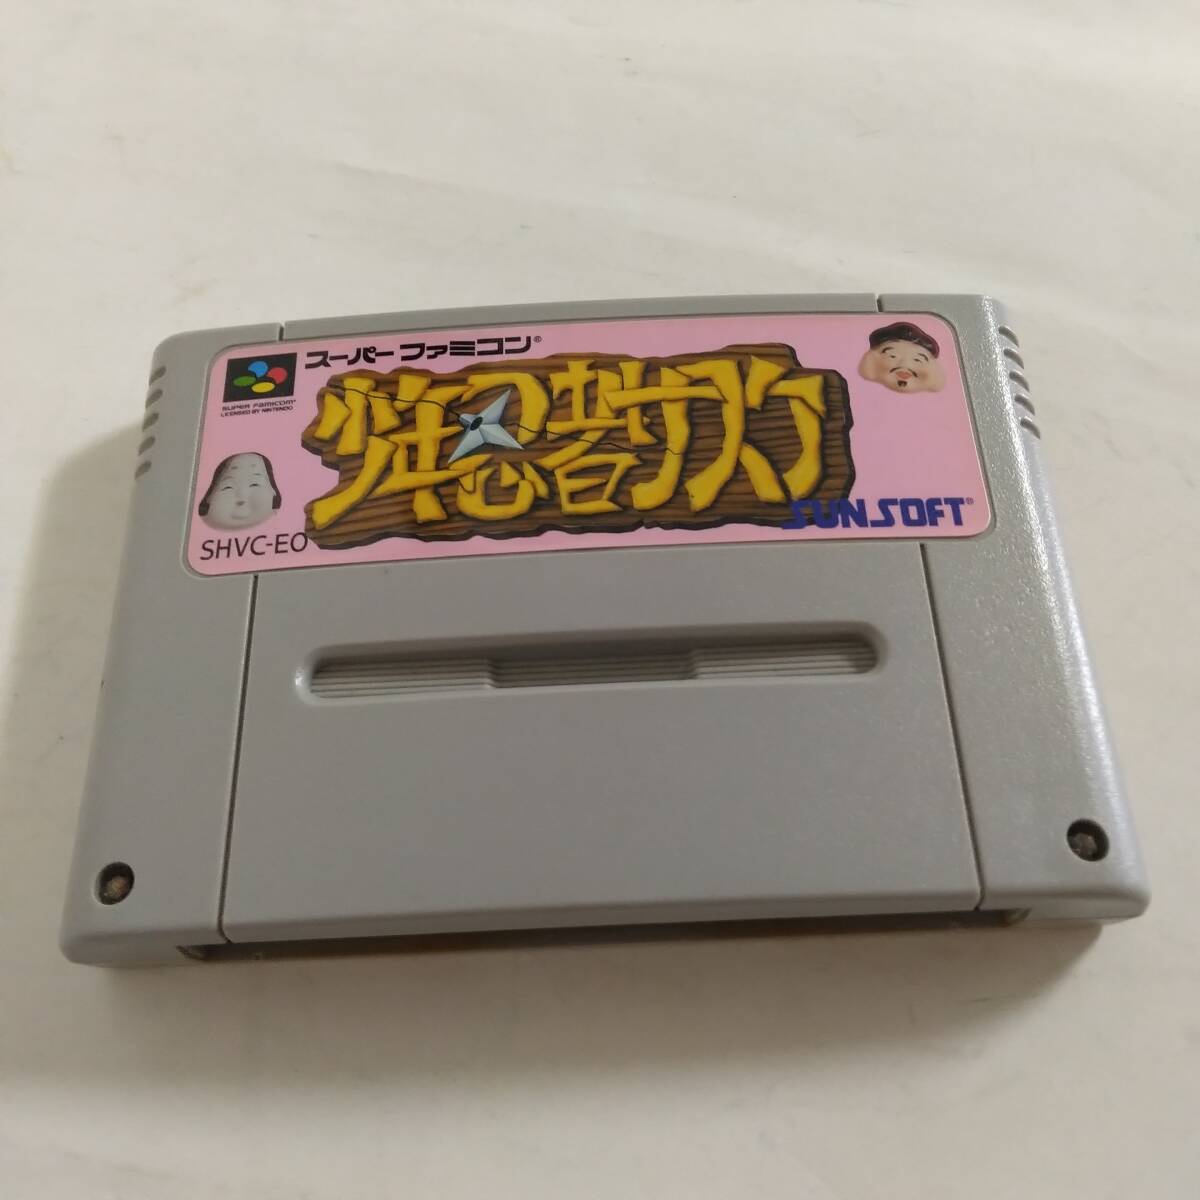 スーパーファミコン®
SUPER FAMICOM®
LICENSED BY NINTENDO
少年忍者サスケ
SUNSOFT®
SHVC-EO